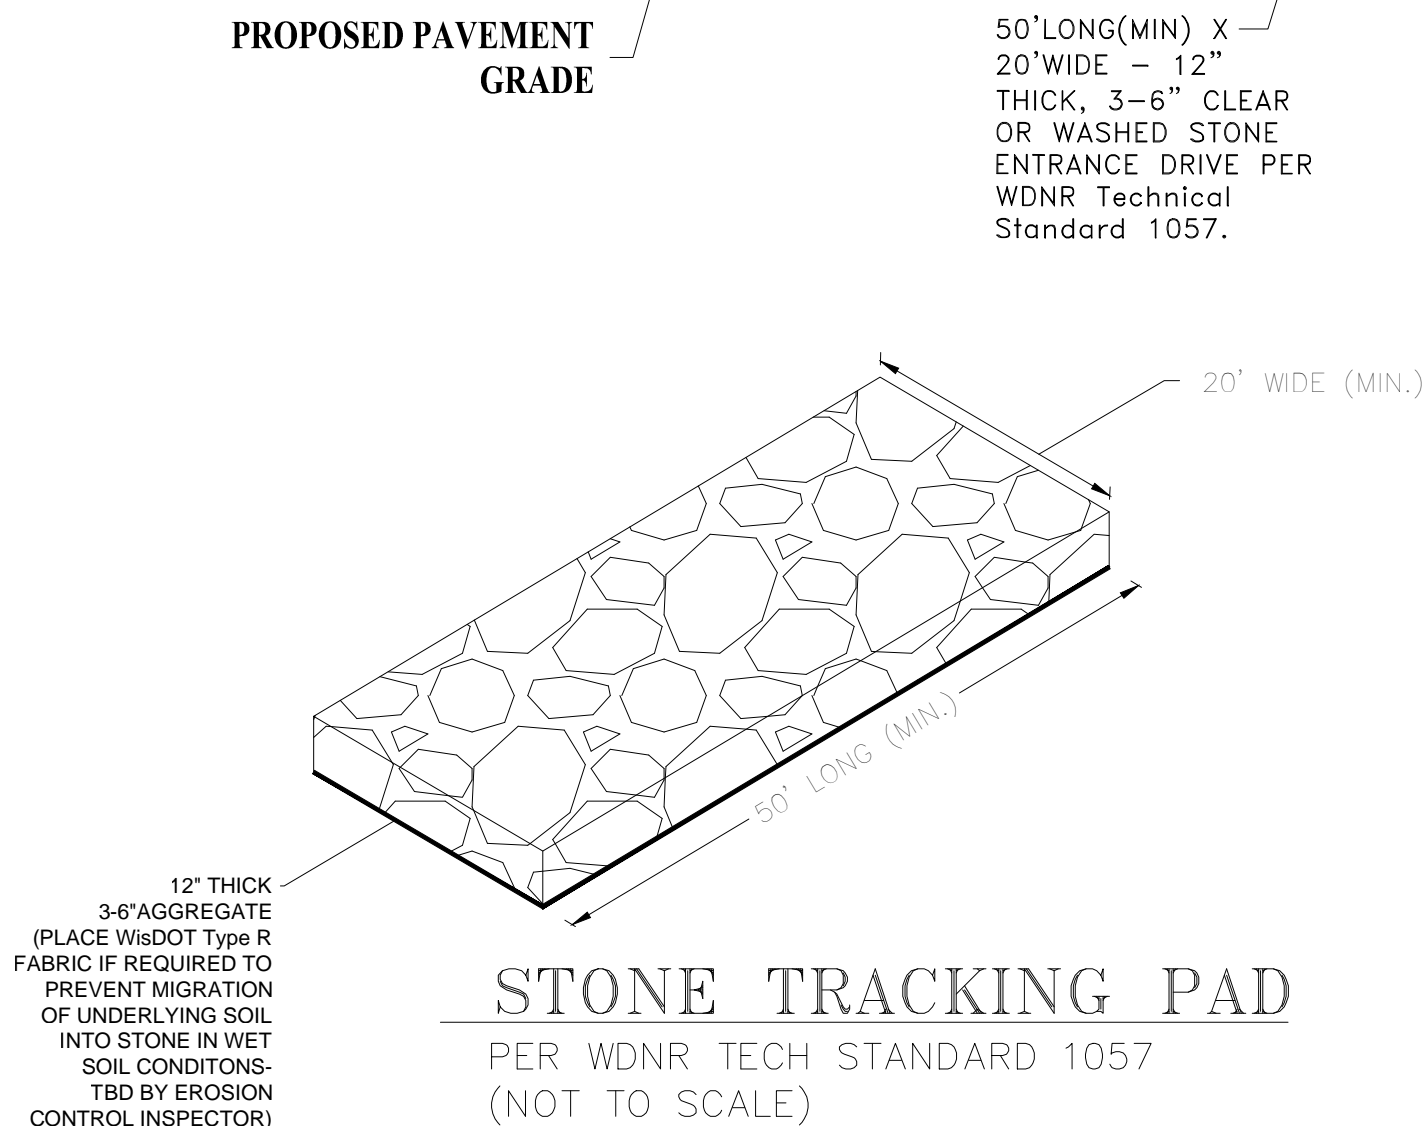 PROPOSED PAVEMENT
GRADE
50'LONG(MIN) X
20'WIDE - 12"
THICK, 3-6" CLEAR
OR WASHED STONE
ENTRANCE DRIVE PER
WDNR Technical
Standard 1057.
20' WIDE (MIN.)
50' LONG (MIN.)
12" THICK
3-6"AGGREGATE
(PLACE WisDOT Type R
FABRIC IF REQUIRED TO
PREVENT MIGRATION
OF UNDERLYING SOIL
INTO STONE IN WET
SOIL CONDITONS-
TBD BY EROSION
CONTROL INSPECTOR)
STONE TRACKING PAD
PER WDNR TECH STANDARD 1057
(NOT TO SCALE)